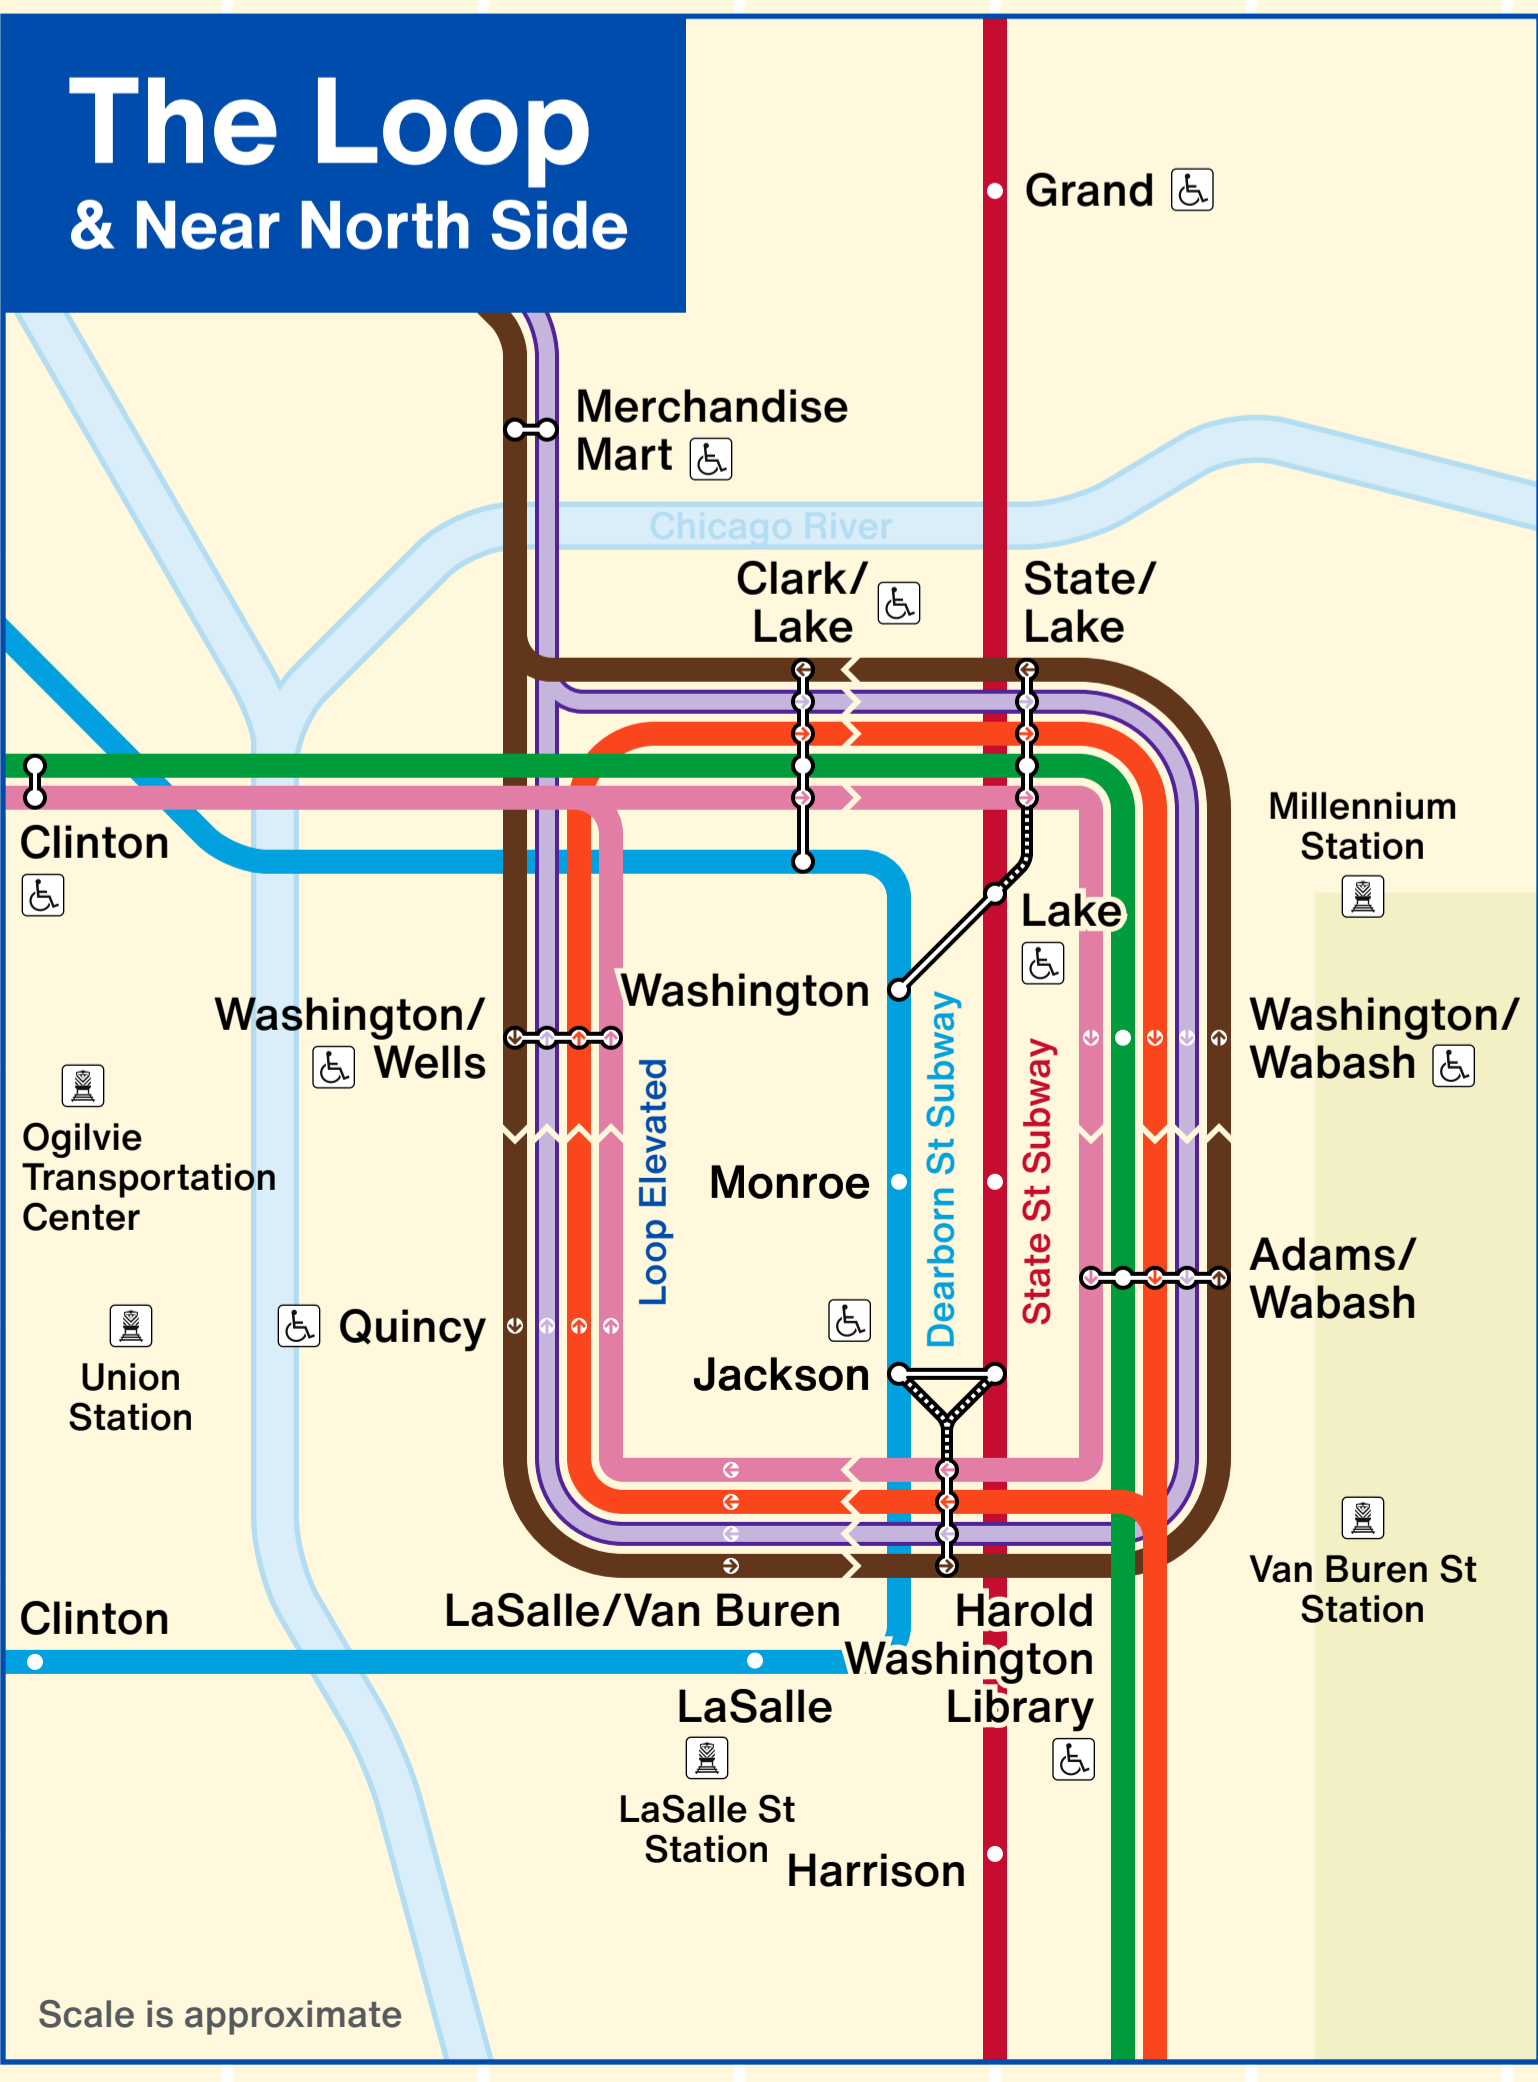 The Loop
& Near North Side
Grand
Merchandise
Mart
Chicago River
Clark/
Lake
State/
Lake
Clinton
Millennium
Station
Lake
Washington
Washington/
Wells
Washington/
Wabash
Ogilvie
Transportation
Center
Loop Elevated
Dearborn St Subway
State St Subway
Monroe
Adams/
Wabash
Quincy
Union
Station
Jackson
Van Buren St
Station
LaSalle/Van Buren
Harold
Washington
Library
Clinton
LaSalle
LaSalle St
Station
Harrison
Scale is approximate